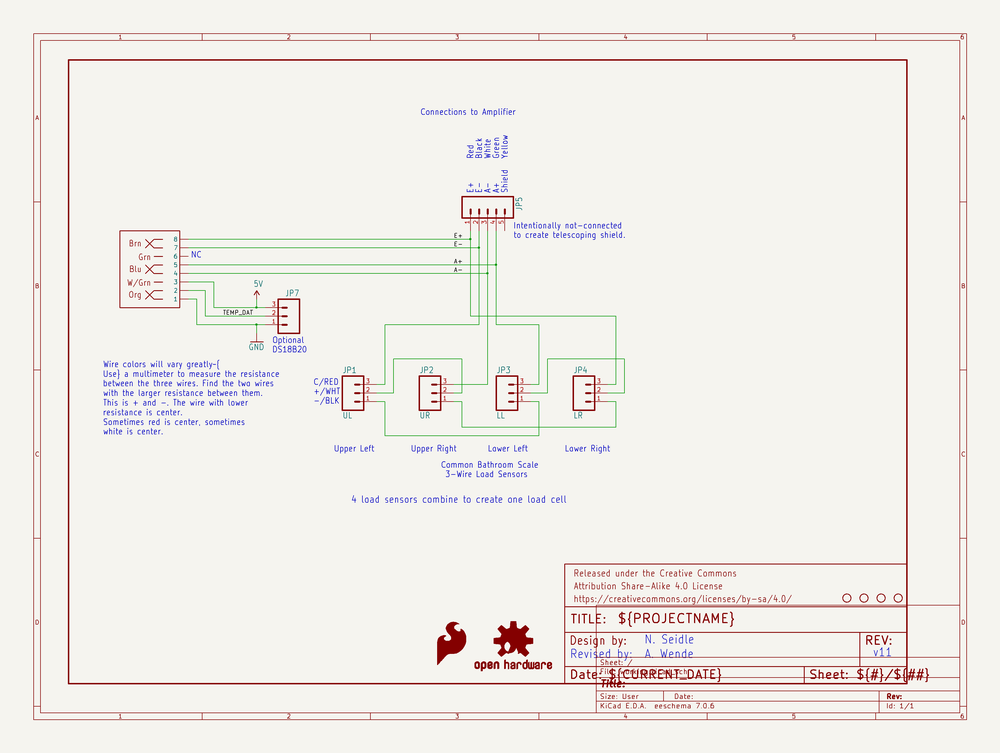 1 2 3 4 5 6
A A
B B
C C
D D
1 2 3 4 5 6
Connections to Amplifier
Red
Black
White
Green
Yellow
E+
E-
A-
A+
Shield
JP5
1
2
3
4
5
Intentionally not-connected
to create telescoping shield.
E+
E-
A+
A-
Brn
Grn
Blu
W/Grn
Org
8
7
6
5
4
3
2
1
NC
5V
JP7
TEMP_DAT
3
2
1
GND
Optional
DS18B20
Wire colors will vary greatly-{
Use} a multimeter to measure the resistance
between the three wires. Find the two wires
with the larger resistance between them.
This is + and -. The wire with lower
resistance is center.
Sometimes red is center, sometimes
white is center.
C/RED
+/WHT
-/BLK
JP1
3
2
1
UL
JP2
3
2
1
UR
JP3
3
2
1
LL
JP4
3
2
1
LR
Upper Left
Upper Right
Lower Left
Lower Right
Common Bathroom Scale
3-Wire Load Sensors
4 load sensors combine to create one load cell
open hardware
Released under the Creative Commons
Attribution Share-Alike 4.0 License
https://creativecommons.org/licenses/by-sa/4.0/
TITLE: ${PROJECTNAME}
Design by: N. Seidle
REV:
Revised by: A. Wende
v11
Sheet: /
Date: ${CURRENT_DATE}
Sheet: ${#}/${##}
Title:
Size: User
Date:
Rev:
KiCad E.D.A. eeschema 7.0.6
Id: 1/1